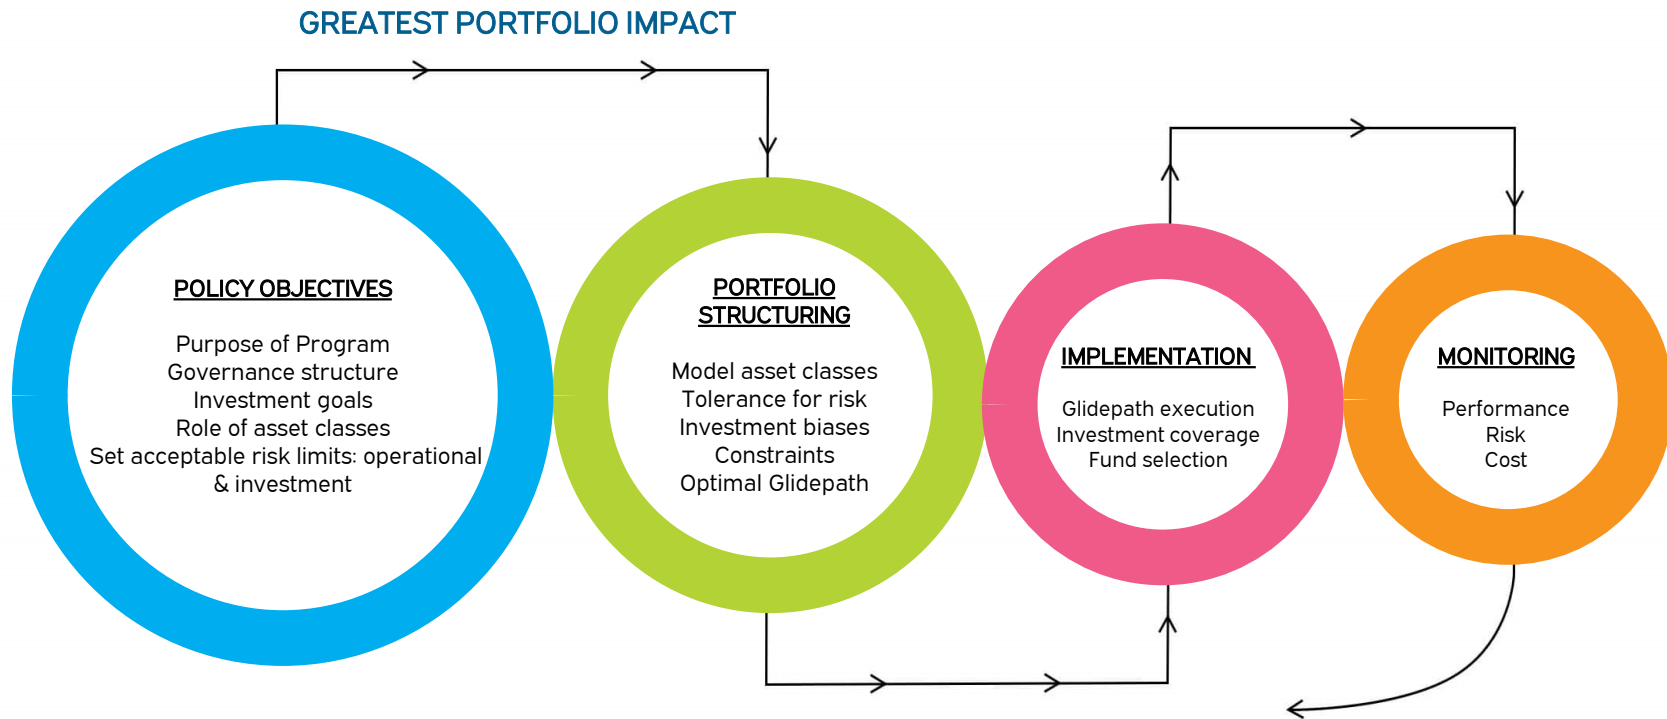 GREATEST PORTFOLIO IMPACT
POLICY OBJECTIVES
Purpose of Program
Governance structure
Investment goals
Role of asset classes
Set acceptable risk limits: operational
& investment
PORTFOLIO
STRUCTURING
Model asset classes
Tolerance for risk
Investment biases
Constraints
Optimal Glidepath
IMPLEMENTATION
Glidepath execution
Investment coverage
Fund selection
MONITORING
Performance
Risk
Cost